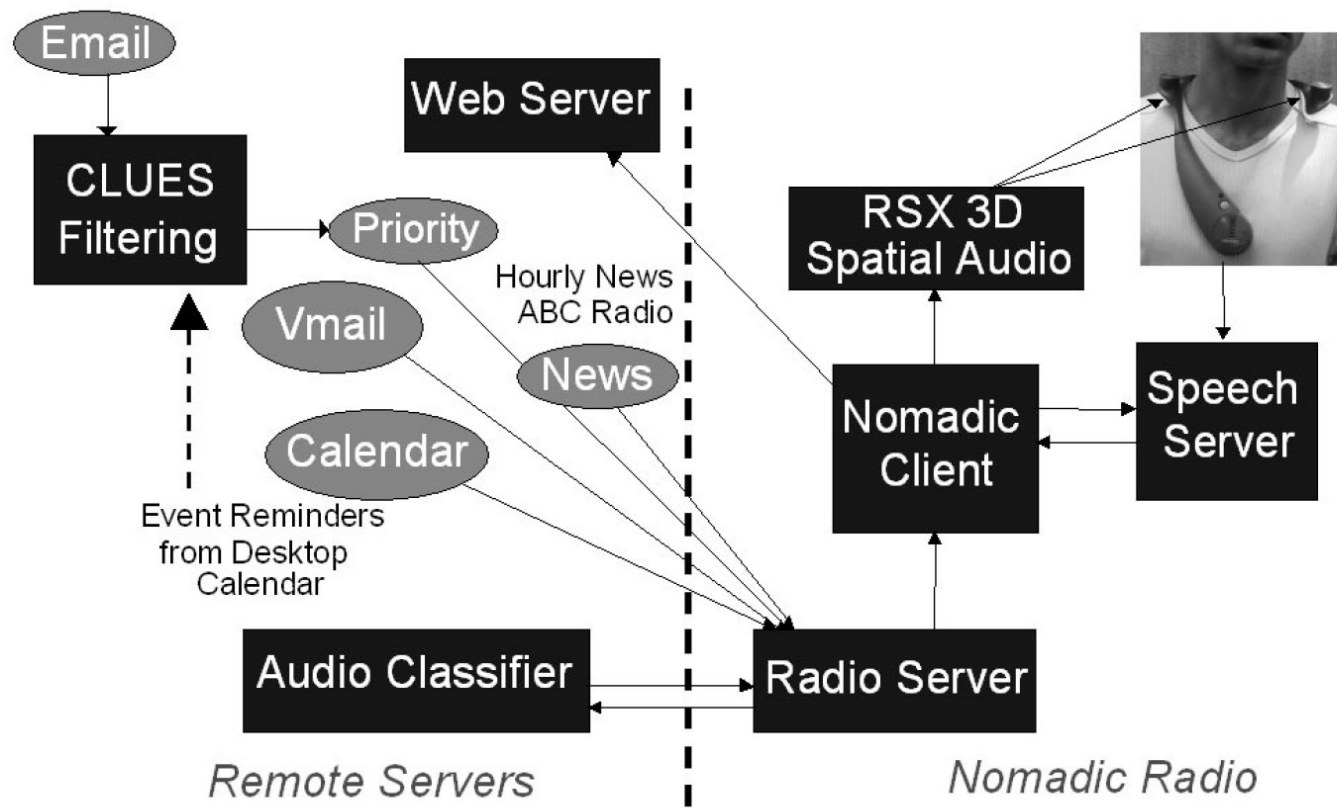 Email
Web Server
CLUES
Filtering
Priority
Hourly News
ABC Radio
RSX 3D
Spatial Audio
Vmail
News
Nomadic
Client
Speech
Server
Calendar
Event Reminders
from Desktop
Calendar
Audio Classifier
Radio Server
Remote Servers
Nomadic Radio